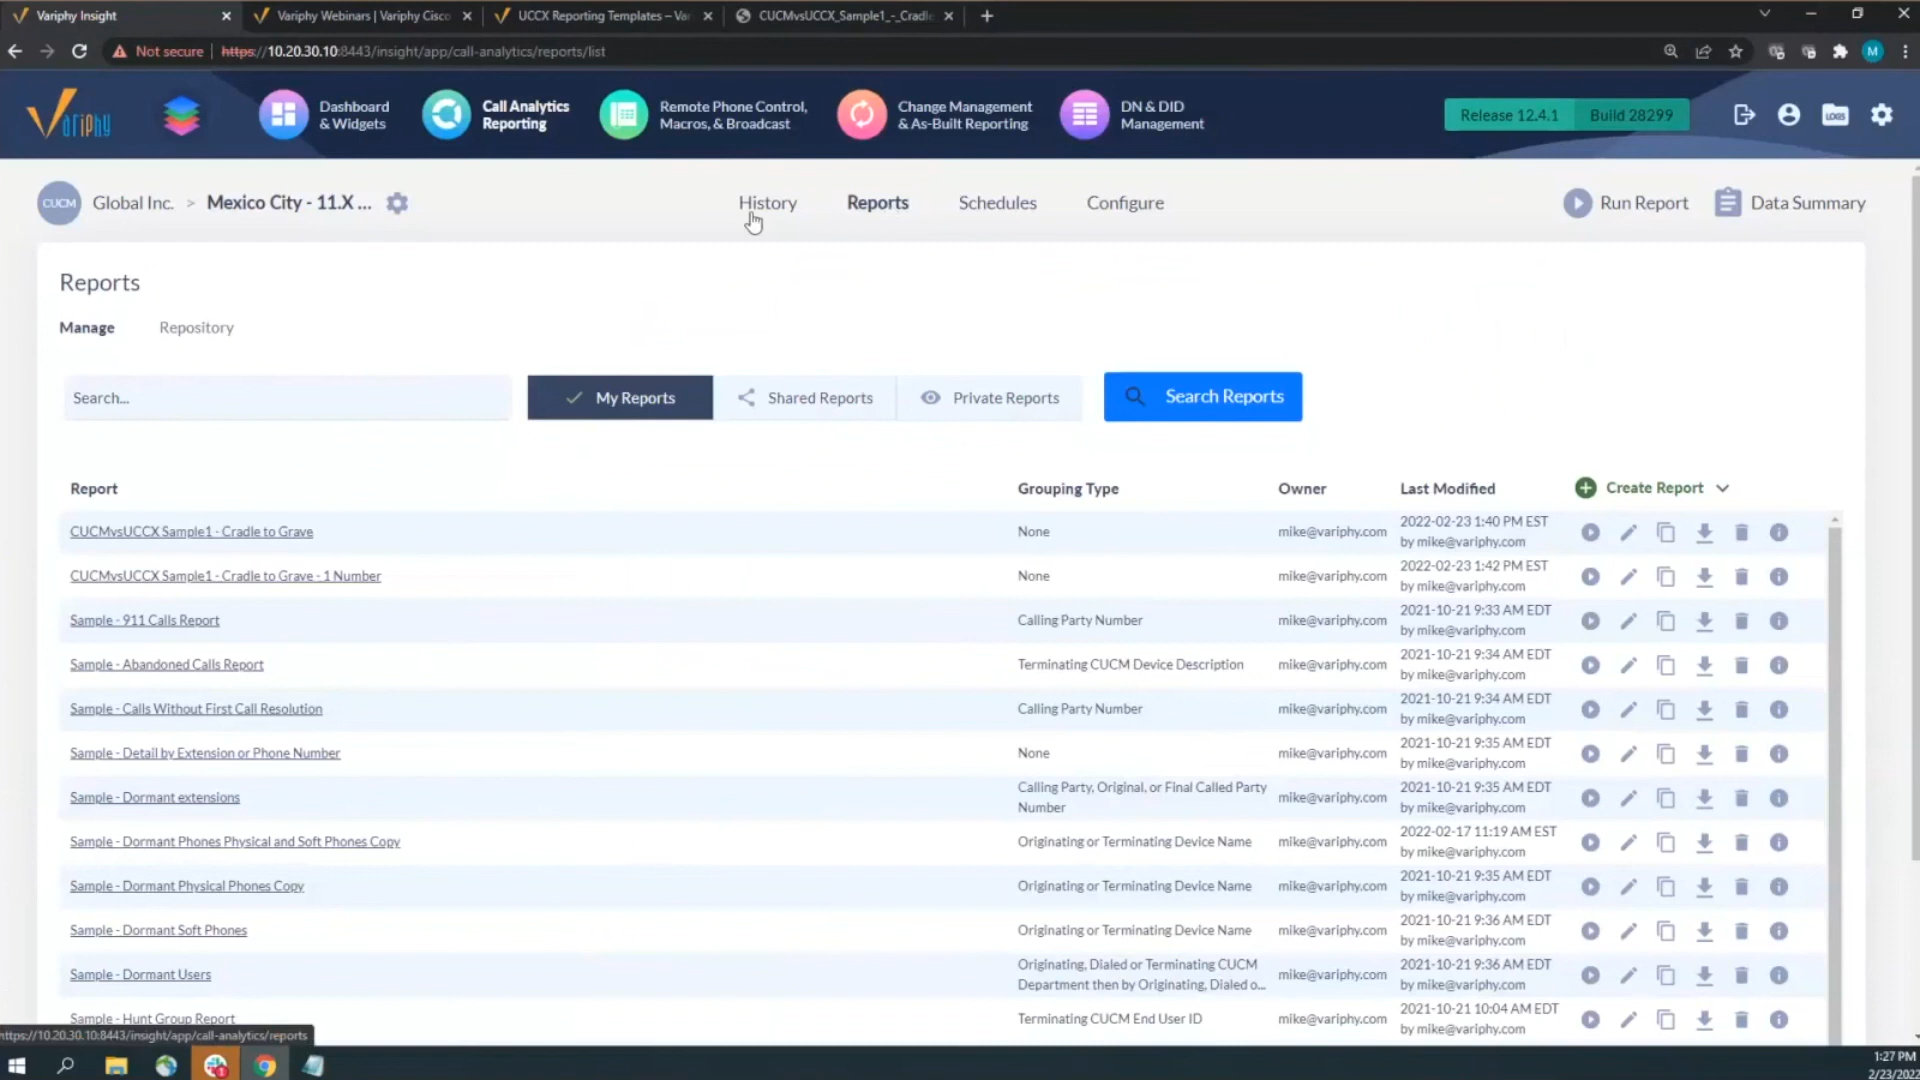 Variphy Insight
Variphy Webinars | Variphy Cisco
UCCX Reporting Templates – Va
CUCMvsUCCX_Sample1_-_Cradle
Not secure | https://10.20.30.10:8443/insight/app/call-analytics/reports/list
M
Variphy
Dashboard
& Widgets
Call Analytics
Reporting
Remote Phone Control,
Macros, & Broadcast
Change Management
& As-Built Reporting
DN & DID
Management
Release 12.4.1 Build 28299
LOGS
CUCM Global Inc. > Mexico City - 11.X ...
History Reports Schedules Configure
Run Report Data Summary
Reports
Manage Repository
Search... My Reports Shared Reports Private Reports Search Reports
Report Grouping Type Owner Last Modified Create Report
CUCMvsUCCX Sample1 - Cradle to Grave None mike@variphy.com 2022-02-23 1:40 PM EST
by mike@variphy.com
CUCMvsUCCX Sample1 - Cradle to Grave - 1 Number None mike@variphy.com 2022-02-23 1:42 PM EST
by mike@variphy.com
Sample - 911 Calls Report Calling Party Number mike@variphy.com 2021-10-21 9:33 AM EDT
by mike@variphy.com
Sample - Abandoned Calls Report Terminating CUCM Device Description mike@variphy.com 2021-10-21 9:34 AM EDT
by mike@variphy.com
Sample - Calls Without First Call Resolution Calling Party Number mike@variphy.com 2021-10-21 9:34 AM EDT
by mike@variphy.com
Sample - Detail by Extension or Phone Number None mike@variphy.com 2021-10-21 9:35 AM EDT
by mike@variphy.com
Sample - Dormant extensions Calling Party, Original, or Final Called Party
Number mike@variphy.com 2021-10-21 9:35 AM EDT
by mike@variphy.com
Sample - Dormant Phones Physical and Soft Phones Copy Originating or Terminating Device Name mike@variphy.com 2022-02-17 11:19 AM EST
by mike@variphy.com
Sample - Dormant Physical Phones Copy Originating or Terminating Device Name mike@variphy.com 2021-10-21 9:35 AM EDT
by mike@variphy.com
Sample - Dormant Soft Phones Originating or Terminating Device Name mike@variphy.com 2021-10-21 9:36 AM EDT
by mike@variphy.com
Sample - Dormant Users Originating, Dialed or Terminating CUCM
Department then by Originating, Dialed o... mike@variphy.com 2021-10-21 9:36 AM EDT
by mike@variphy.com
Sample - Hunt Group Report Terminating CUCM End User ID mike@variphy.com 2021-10-21 10:04 AM EDT
by mike@variphy.com
https://10.20.30.10:8443/insight/app/call-analytics/reports
1:27 PM
2/23/2022